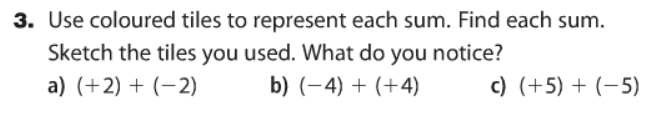 3. Use coloured tiles to represent each sum. Find each sum.
Sketch the tiles you used. What do you notice?
a) (+2) + (−2) b) (−4) + (+4) c) (+5) + (−5)